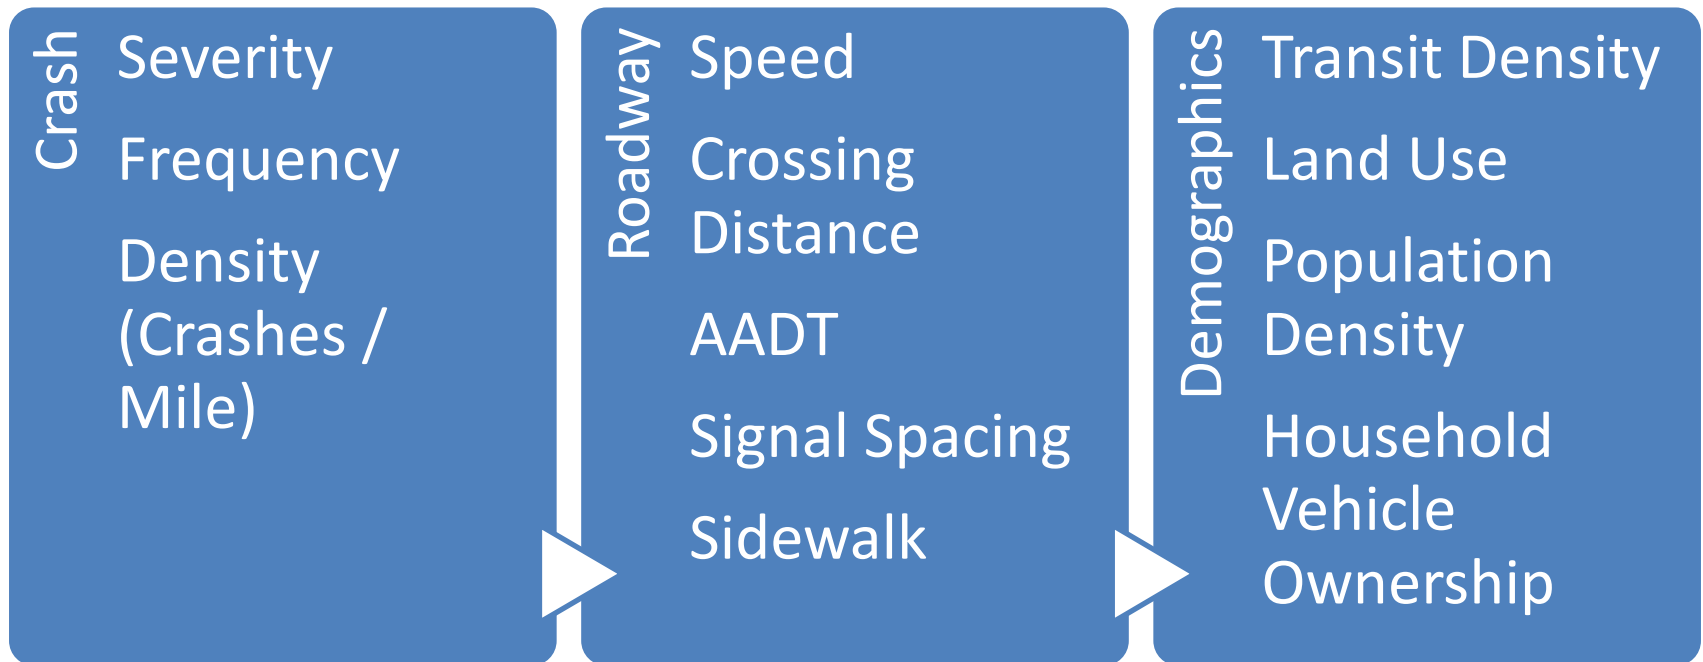 Crash
Severity
Frequency
Density
(Crashes /
Mile)
Roadway
Speed
Crossing
Distance
AADT
Signal Spacing
Sidewalk
Demographics
Transit Density
Land Use
Population
Density
Household
Vehicle
Ownership